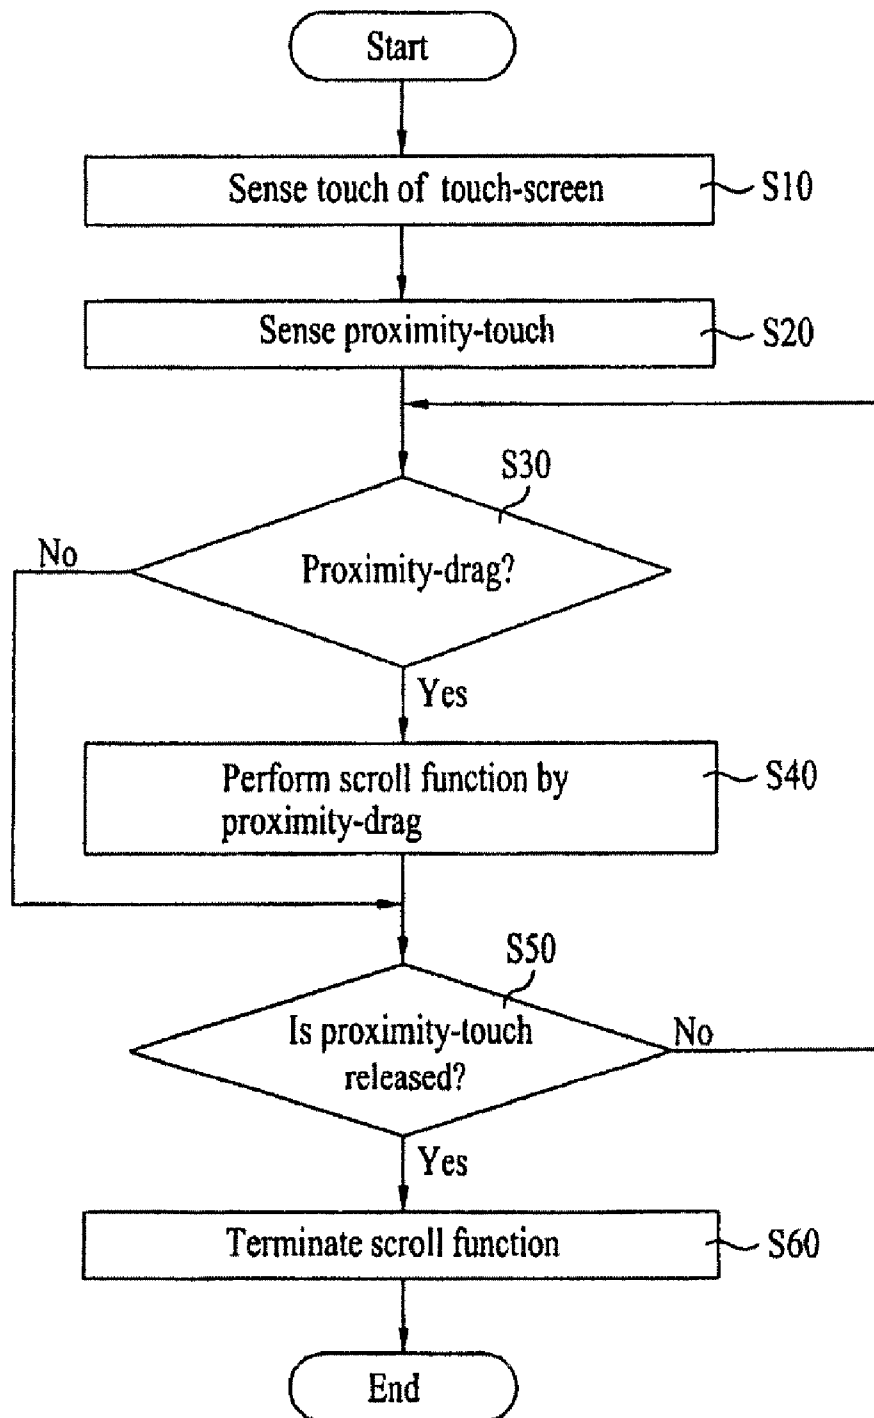 Start
Sense touch of touch-screen
S10
Sense proximity-touch
S20
S30
No
Proximity-drag?
Yes
Perform scroll function by
proximity-drag
S40
S50
Is proximity-touch
released?
No
Yes
Terminate scroll function
S60
End